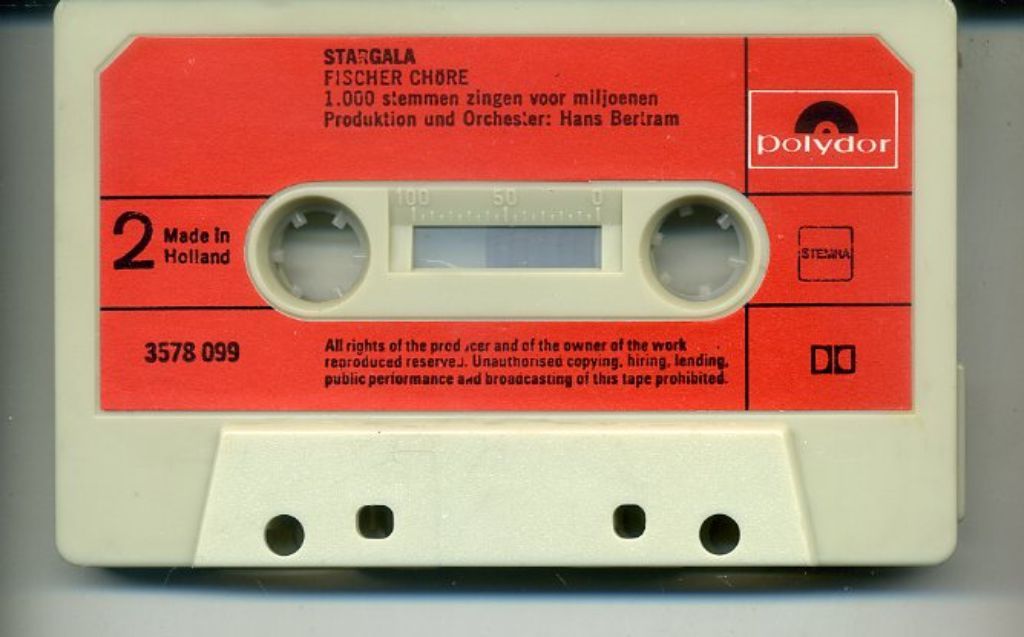 STARGALA
FISCHER CHÖRE
1.000 stemmen zingen voor miljoenen
Produktion und Orchester: Hans Bertram
polydor
100 50 0
2 Made in
Holland
STEMRA
3578 099
All rights of the producer and of the owner of the work
reproduced reserved. Unauthorised copying, hiring, lending,
public performance and broadcasting of this tape prohibited.